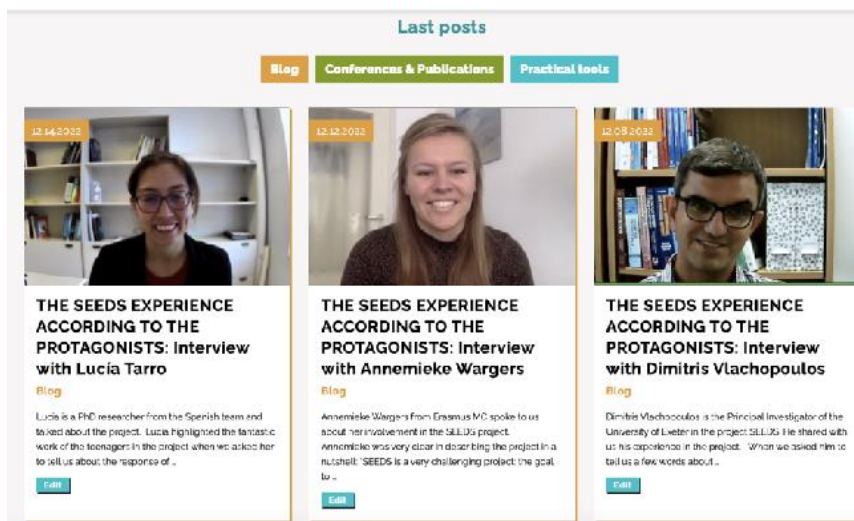 Last posts
Blog
Conferences & Publications
Practical tools
12.14.2022
THE SEEDS EXPERIENCE
ACCORDING TO THE
PROTAGONISTS: Interview
with Lucía Tarro
Blog
Lucia is a PhD researcher from the Spanish team and
talked about the project. Lucia highlighted the fantastic
work of the teenagers in the project when we asked her
to tell us about the response of ...
Edit
12.12.2022
THE SEEDS EXPERIENCE
ACCORDING TO THE
PROTAGONISTS: Interview
with Annemieke Wargers
Blog
Annemieke Wargers from Erasmus MC spoke to us
about her involvement in the SEEDS project.
Annemieke was very clear in describing the project in a
nutshell: "SEEDS is a very challenging project: the goal
to ...
Edit
12.08.2022
THE SEEDS EXPERIENCE
ACCORDING TO THE
PROTAGONISTS: Interview
with Dimitris Vlachopoulos
Blog
Dimitris Vlachopoulos is the Principal Investigator of the
University of Exeter in the project SEEDS. He shared with
us his experience in the project. When we asked him to
tell us a few words about ...
Edit